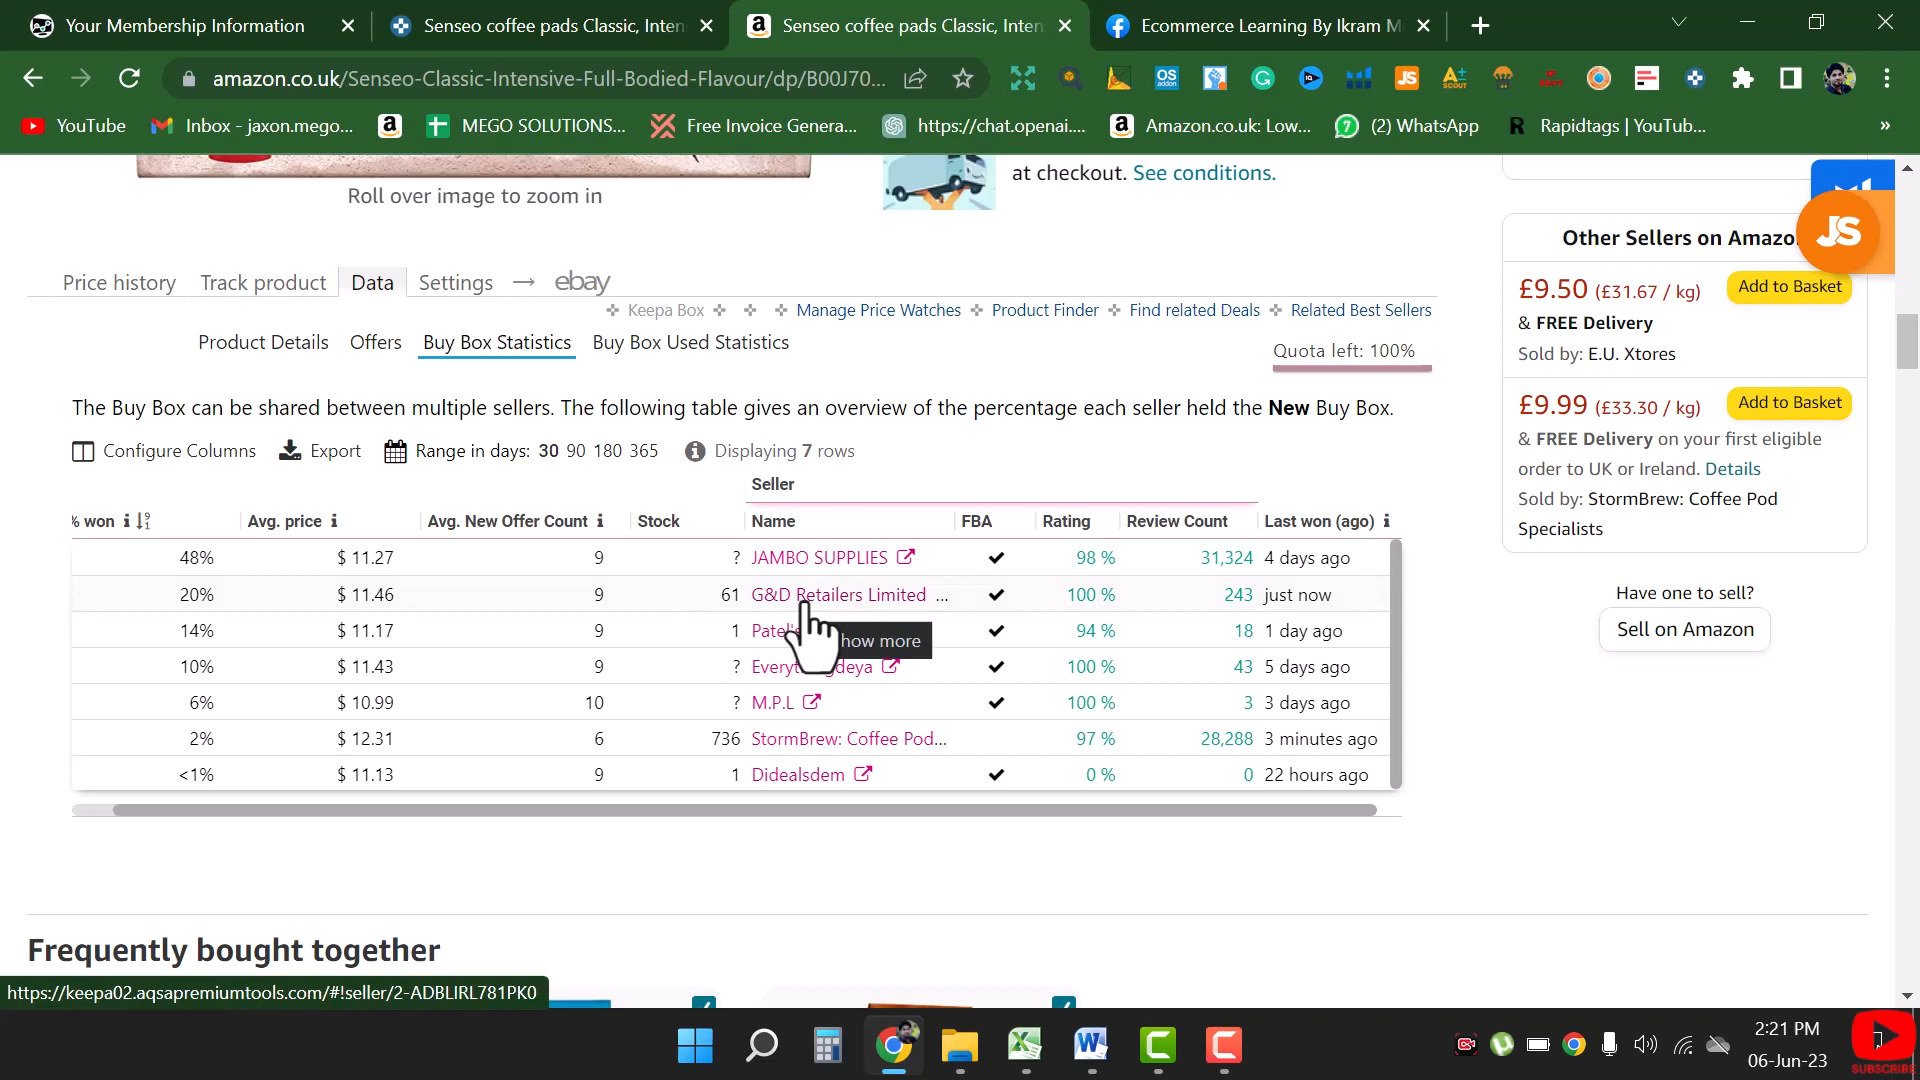 Your Membership Information
Senseo coffee pads Classic, Inten
Senseo coffee pads Classic, Inten
Ecommerce Learning By Ikram M
amazon.co.uk/Senseo-Classic-Intensive-Full-Bodied-Flavour/dp/B00J70...
YouTube
Inbox - jaxon.mego...
MEGO SOLUTIONS...
Free Invoice Genera...
https://chat.openai....
Amazon.co.uk: Low...
(2) WhatsApp
Rapidtags | YouTub...
»
Roll over image to zoom in
at checkout. See conditions.
JS
Other Sellers on Amazo
£9.50 (£31.67 / kg)
Add to Basket
& FREE Delivery
Sold by: E.U. Xtores
£9.99 (£33.30 / kg)
Add to Basket
& FREE Delivery on your first eligible
order to UK or Ireland. Details
Sold by: StormBrew: Coffee Pod
Specialists
Have one to sell?
Sell on Amazon
Price history Track product Data Settings → ebay
Keepa Box Manage Price Watches Product Finder Find related Deals Related Best Sellers
Product Details Offers Buy Box Statistics Buy Box Used Statistics
Quota left: 100%
The Buy Box can be shared between multiple sellers. The following table gives an overview of the percentage each seller held the New Buy Box.
Configure Columns Export Range in days: 30 90 180 365 Displaying 7 rows
Seller
% won Avg. price Avg. New Offer Count Stock Name FBA Rating Review Count Last won (ago)
48% $ 11.27 9 ? JAMBO SUPPLIES ✔ 98 % 31,324 4 days ago
20% $ 11.46 9 61 G&D Retailers Limited ... ✔ 100 % 243 just now
14% $ 11.17 9 1 Patel's ✔ 94 % 18 1 day ago
how more
10% $ 11.43 9 ? Everyt gdeya ✔ 100 % 43 5 days ago
6% $ 10.99 10 ? M.P.L ✔ 100 % 3 3 days ago
2% $ 12.31 6 736 StormBrew: Coffee Pod... 97 % 28,288 3 minutes ago
<1% $ 11.13 9 1 Didealsdem ✔ 0 % 0 22 hours ago
Frequently bought together
https://keepa02.aqsapremiumtools.com/#!seller/2-ADBLIRL781PK0
2:21 PM
06-Jun-23
SUBSCRIBE